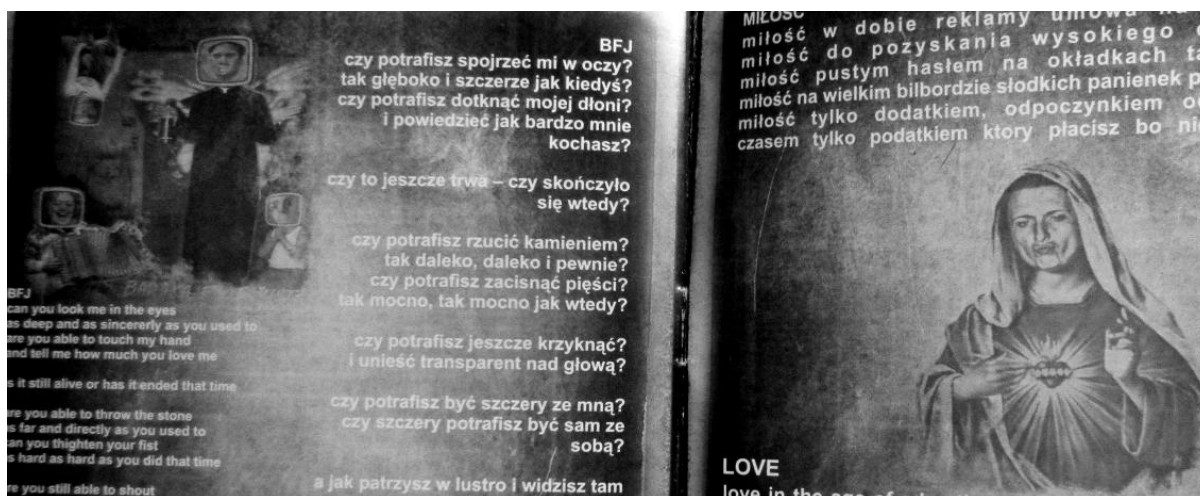 BFJ
czy potrafisz spojrzeć mi w oczy?
tak głęboko i szczerze jak kiedyś?
czy potrafisz dotknąć mojej dłoni?
i powiedzieć jak bardzo mnie
kochasz?
czy to jeszcze trwa – czy skończyło
się wtedy?
czy potrafisz rzucić kamieniem?
tak daleko, daleko i pewnie?
czy potrafisz zacisnąć pięści?
tak mocno, tak mocno jak wtedy?
czy potrafisz jeszcze krzyknąć?
i unieść transparent nad głową?
czy potrafisz być szczery ze mną?
czy szczery potrafisz być sam ze
sobą?
a jak patrzysz w lustro i widzisz tam
BFJ
can you look me in the eyes
as deep and as sincererly as you used to
are you able to touch my hand
and tell me how much you love me
s it still alive or has it ended that time
are you able to throw the stone
as far and directly as you used to
can you thighten your fist
as hard as hard as you did that time
are you still able to shout
MIŁOŚĆ
miłość w dobie reklamy umowa
miłość do pozyskania wysokiego
miłość pustym hasłem na okładkach
miłość na wielkim bilbordzie słodkich panienek
miłość tylko dodatkiem, odpoczynkiem
czasem tylko podatkiem ktory płacisz bo
LOVE
love in the age of